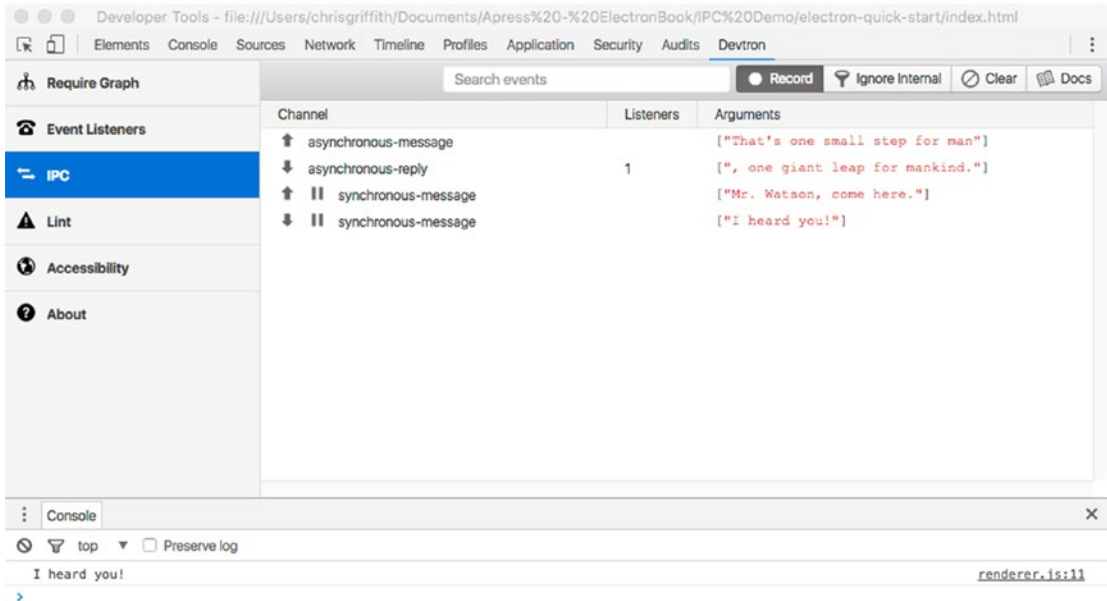 Developer Tools - file:///Users/chrisgriffith/Documents/Apress%20-%20ElectronBook/IPC%20Demo/electron-quick-start/index.html
Elements Console Sources Network Timeline Profiles Application Security Audits Devtron
Require Graph
Search events
Record Ignore Internal Clear Docs
Channel Listeners Arguments
Event Listeners
asynchronous-message ["That's one small step for man"]
asynchronous-reply 1 [", one giant leap for mankind."]
IPC
synchronous-message ["Mr. Watson, come here."]
synchronous-message ["I heard you!"]
Lint
Accessibility
About
Console
top Preserve log
I heard you! renderer.js:11